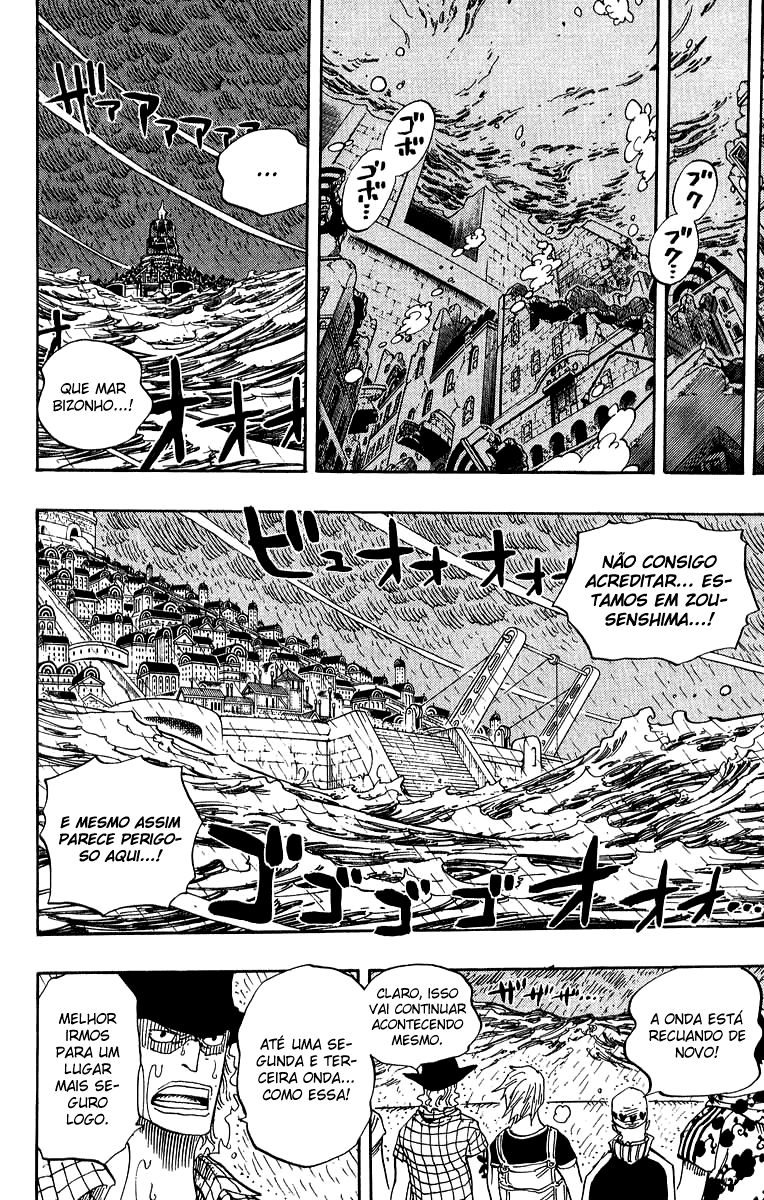 ブク
ブク…
ゴボ
ゴボ…
ザァアアアアア
...
QUE MAR
BIZONHO...!
オオオ
ビュオオオオオ
NÃO CONSIGO
ACREDITAR... ES-
TAMOS EM ZOU-
SENSHIMA...!
E MESMO ASSIM
PARECE PERIGO-
SO AQUI...!
ゴゴゴゴゴ
オオオ…
A ONDA ESTÁ
RECUANDO DE
NOVO!
ザザザ…
CLARO, ISSO
VAI CONTINUAR
ACONTECENDO
MESMO.
ATÉ UMA SE-
GUNDA E TER-
CEIRA ONDA...
COMO ESSA!
MELHOR
IRMOS
PARA UM
LUGAR
MAIS SE-
GURO
LOGO.